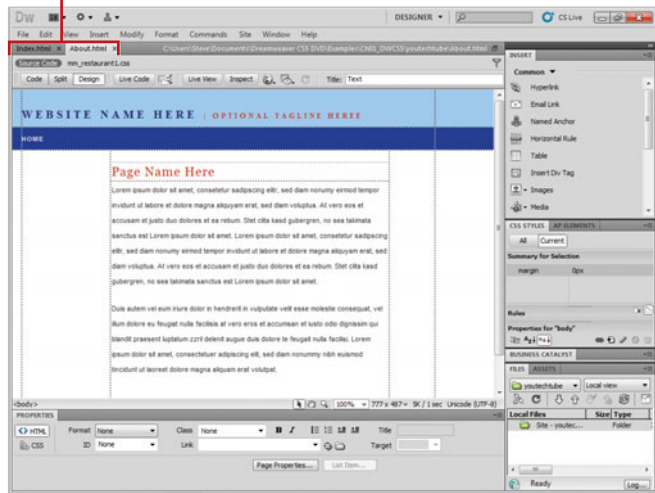 Dw DESIGNER CS Live
File Edit View Insert Modify Format Commands Site Window Help
Index.html × About.html × C:\Users\Steve\Documents\Dreamweaver CS5 DVD\Examples\CN01_DWCS5\youtechtube\About.html
Source Code mm_restaurant1.css
Code Split Design Live Code Live View Inspect Title: Text
WEBSITE NAME HERE | OPTIONAL TAGLINE HEREE
HOME
Page Name Here
Lorem ipsum dolor sit amet, consetetur sadipscing elitr, sed diam nonumy eirmod tempor
invidunt ut labore et dolore magna aliquyam erat, sed diam voluptua. At vero eos et
accusam et justo duo dolores et ea rebum. Stet clita kasd gubergren, no sea takimata
sanctus est Lorem ipsum dolor sit amet. Lorem ipsum dolor sit amet, consetetur sadipscing
elitr, sed diam nonumy eirmod tempor invidunt ut labore et dolore magna aliquyam erat, sed
diam voluptua. At vero eos et accusam et justo duo dolores et ea rebum. Stet clita kasd
gubergren, no sea takimata sanctus est Lorem ipsum dolor sit amet.
Duis autem vel eum iriure dolor in hendrerit in vulputate velit esse molestie consequat, vel
illum dolore eu feugiat nulla facilisis at vero eros et accumsan et iusto odio dignissim qui
blandit praesent luptatum zzril delenit augue duis dolore te feugait nulla facilisi. Lorem
ipsum dolor sit amet, consectetuer adipiscing elit, sed diam nonummy nibh euismod
tincidunt ut laoreet dolore magna aliquam erat volutpat.
<body> 100% 777 x 487 5K / 1 sec Unicode (UTF-8)
PROPERTIES
HTML Format None Class None B I Title
CSS ID None Link Target
Page Properties... List Item...
INSERT
Common
Hyperlink
Email Link
Named Anchor
Horizontal Rule
Table
Insert Div Tag
Images
Media
CSS STYLES AP ELEMENTS
All Current
Summary for Selection
margin 0px
Rules
Properties for "body"
BUSINESS CATALYST
FILES ASSETS
youtechtube Local view
Local Files Size Type
Site - youtec... Folder
Ready Log...